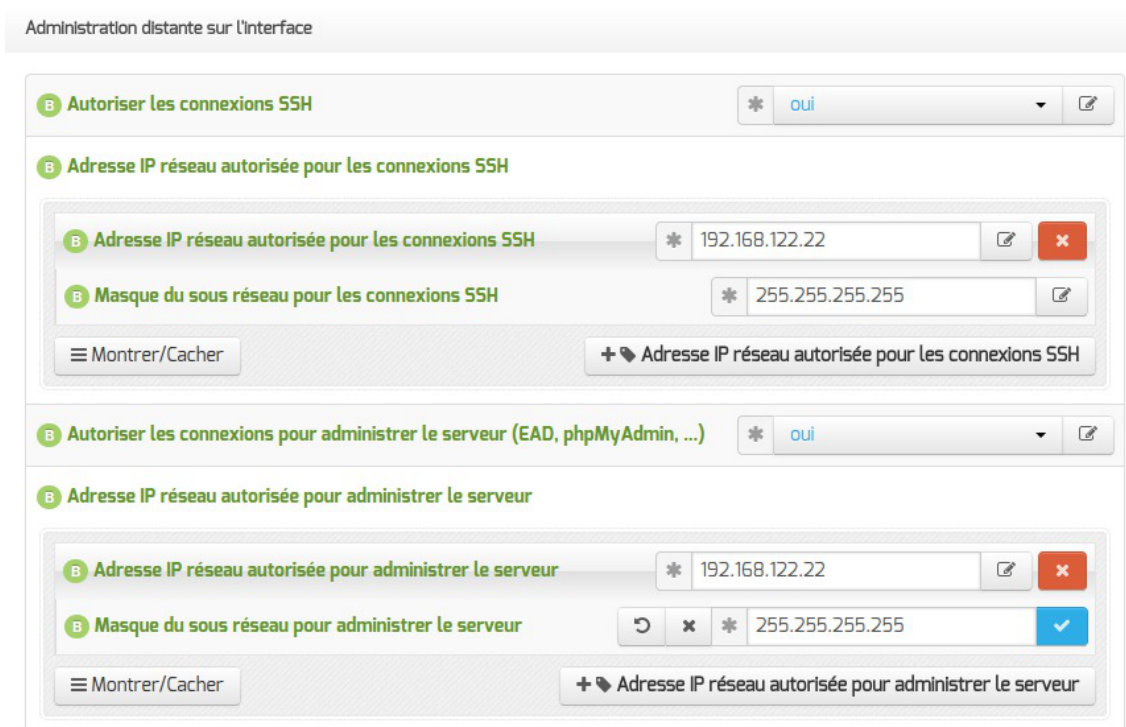 Administration distante sur l'interface
B Autoriser les connexions SSH
oui
B Adresse IP réseau autorisée pour les connexions SSH
B Adresse IP réseau autorisée pour les connexions SSH
192.168.122.22
B Masque du sous réseau pour les connexions SSH
255.255.255.255
Montrer/Cacher
Adresse IP réseau autorisée pour les connexions SSH
B Autoriser les connexions pour administrer le serveur (EAD, phpMyAdmin, ...)
oui
B Adresse IP réseau autorisée pour administrer le serveur
B Adresse IP réseau autorisée pour administrer le serveur
192.168.122.22
B Masque du sous réseau pour administrer le serveur
255.255.255.255
Montrer/Cacher
Adresse IP réseau autorisée pour administrer le serveur